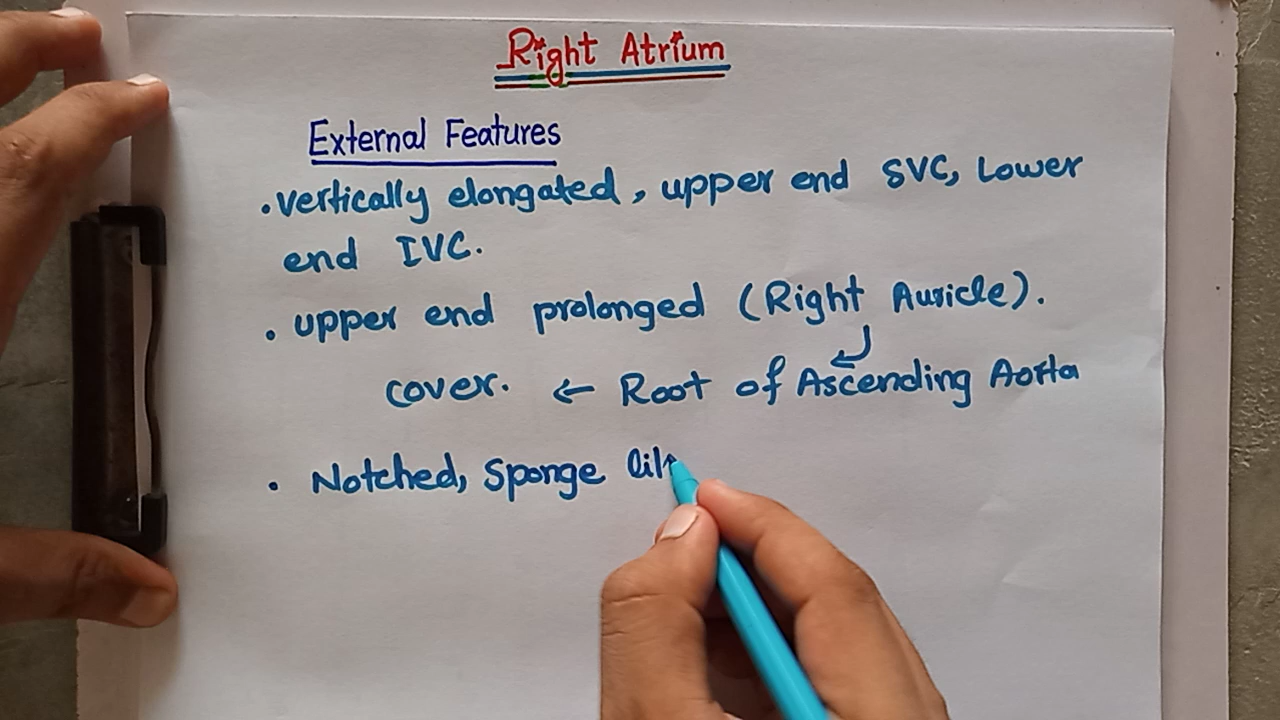 Right Atrium
External Features
• vertically elongated, upper end SVC, Lower
end IVC.
• upper end prolonged (Right Auricle).
cover. ← Root of Ascending Aorta
• Notched, Sponge